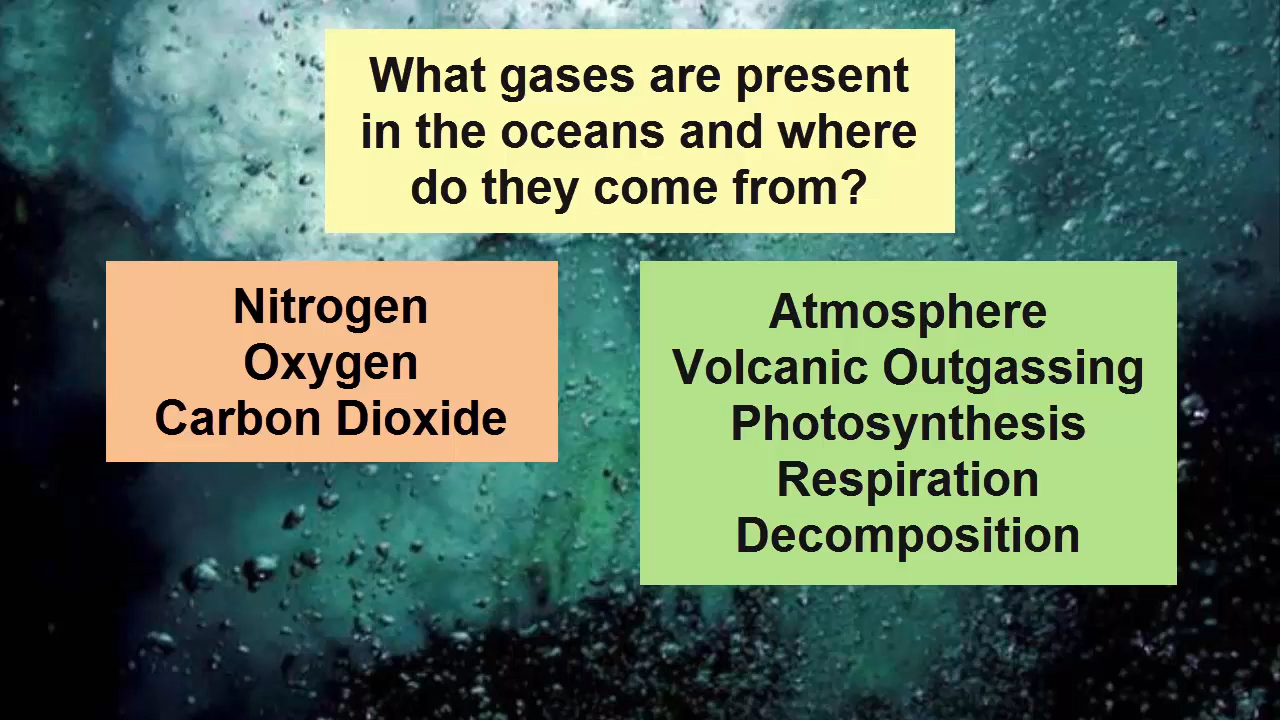 What gases are present
in the oceans and where
do they come from?
Nitrogen
Oxygen
Carbon Dioxide
Atmosphere
Volcanic Outgassing
Photosynthesis
Respiration
Decomposition